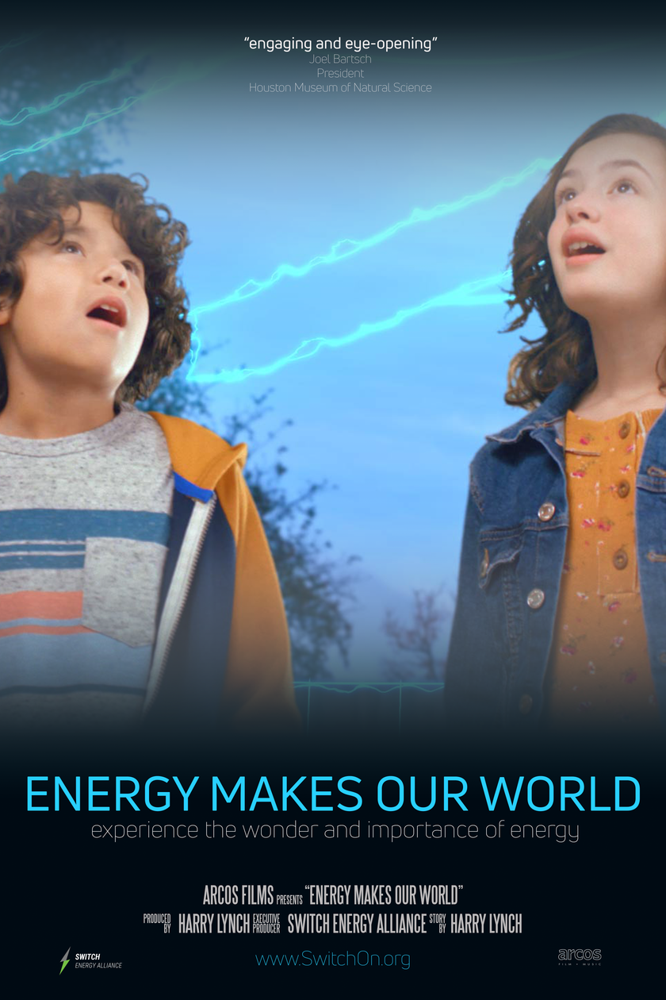 “engaging and eye-opening”
Joel Bartsch
President
Houston Museum of Natural Science
ENERGY MAKES OUR WORLD
experience the wonder and importance of energy
ARCOS FILMS PRESENTS “ENERGY MAKES OUR WORLD”
PRODUCED BY HARRY LYNCH EXECUTIVE PRODUCER SWITCH ENERGY ALLIANCE STORY BY HARRY LYNCH
SWITCH
ENERGY ALLIANCE
www.SwitchOn.org
arcos
FILM + MUSIC